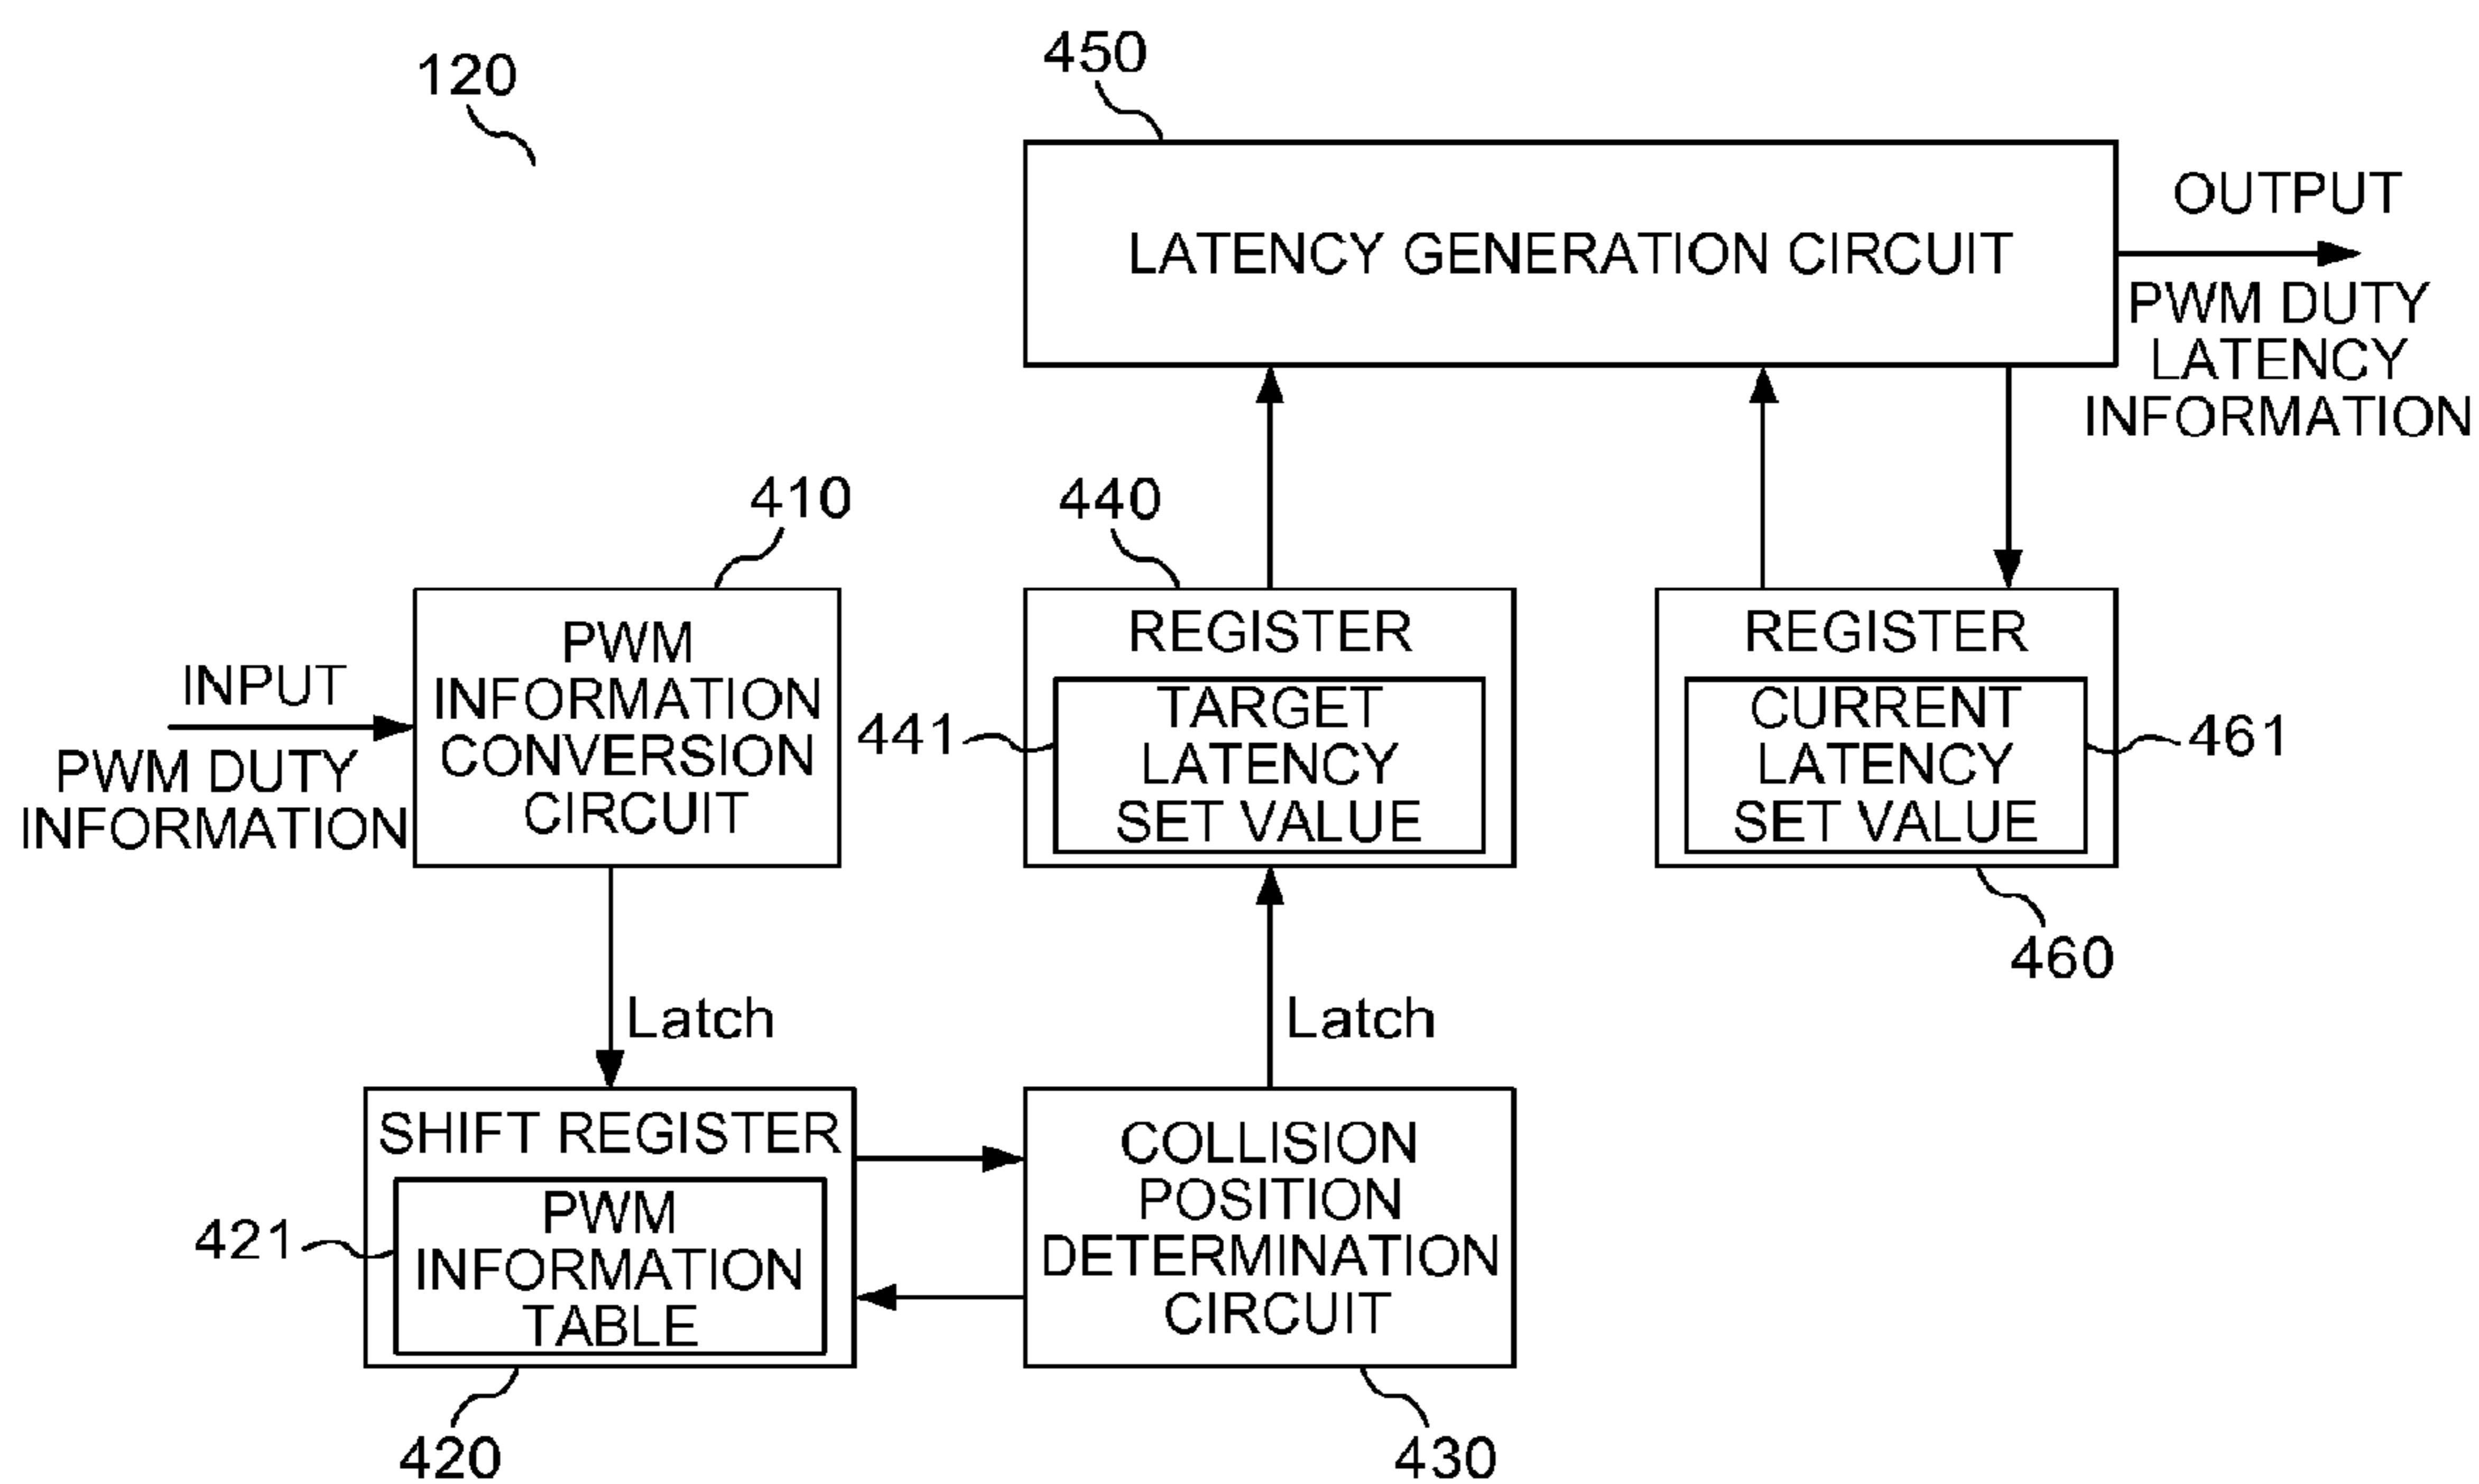 120
450
LATENCY GENERATION CIRCUIT
OUTPUT
PWM DUTY
LATENCY
INFORMATION
410
PWM
INFORMATION
CONVERSION
CIRCUIT
INPUT
PWM DUTY
INFORMATION
440
REGISTER
441
TARGET
LATENCY
SET VALUE
REGISTER
CURRENT
LATENCY
SET VALUE
461
460
Latch
Latch
SHIFT REGISTER
421
PWM
INFORMATION
TABLE
420
COLLISION
POSITION
DETERMINATION
CIRCUIT
430